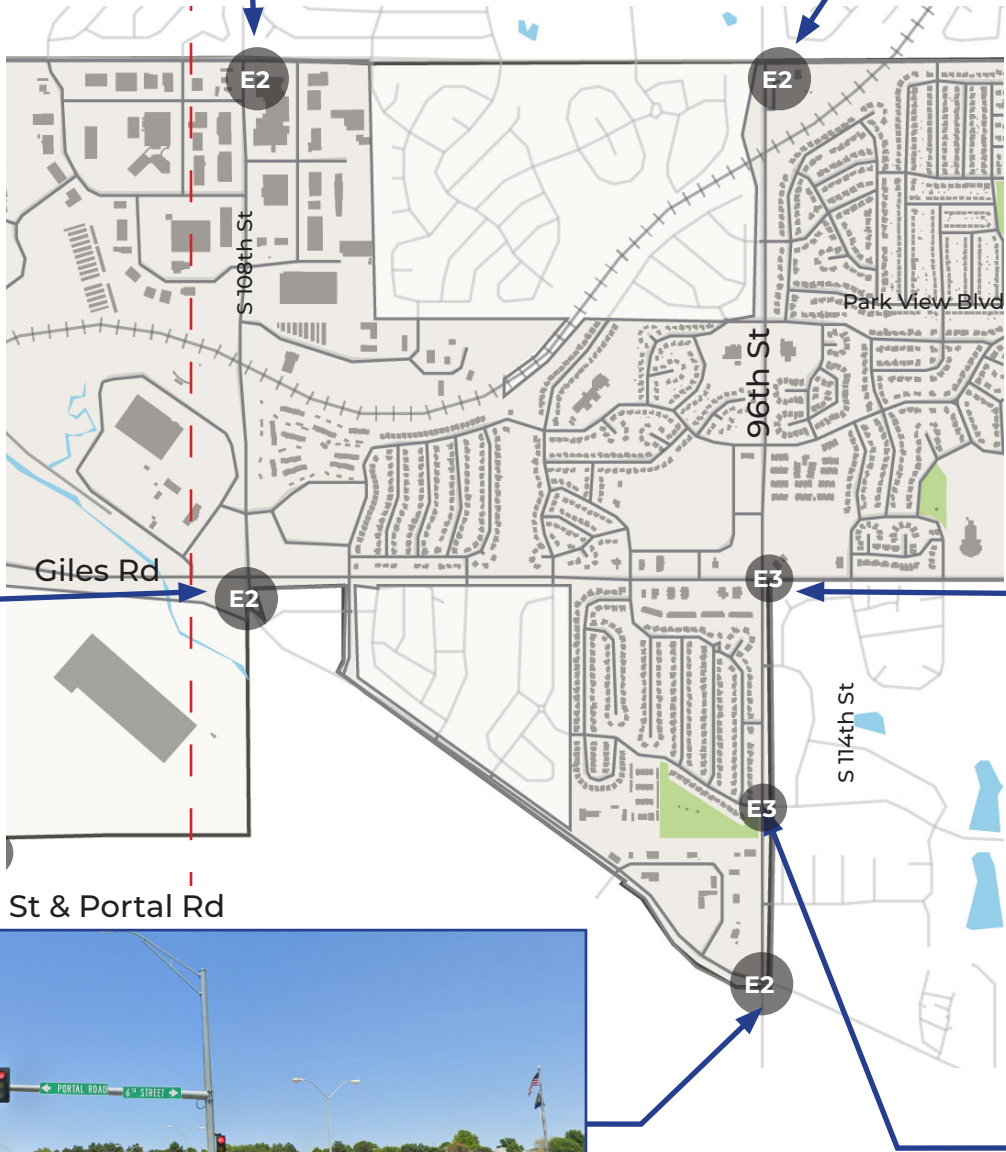 E2
E2
S 108th St
Park View Blvd
96th St
Giles Rd
E2
E3
S 114th St
E3
St & Portal Rd
E2
PORTAL ROAD
6TH STREET